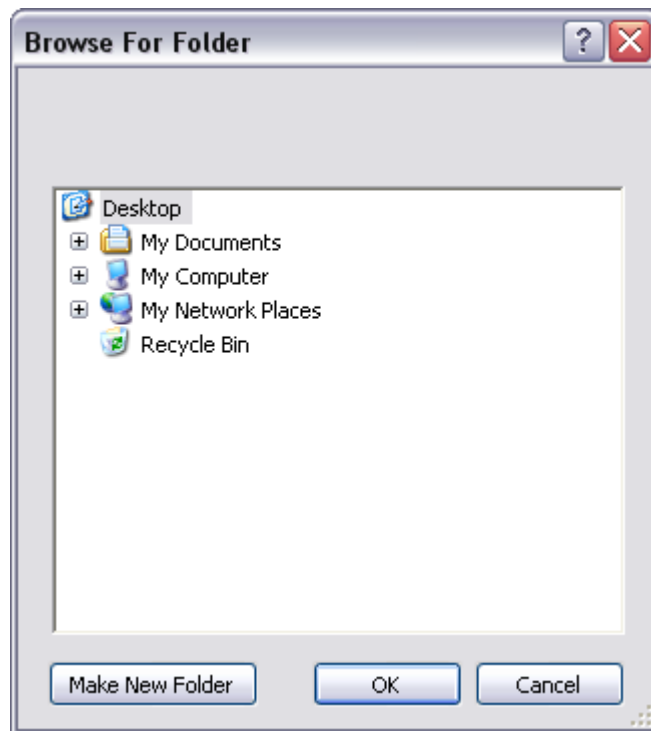 Browse For Folder
Desktop
My Documents
My Computer
My Network Places
Recycle Bin
Make New Folder OK Cancel